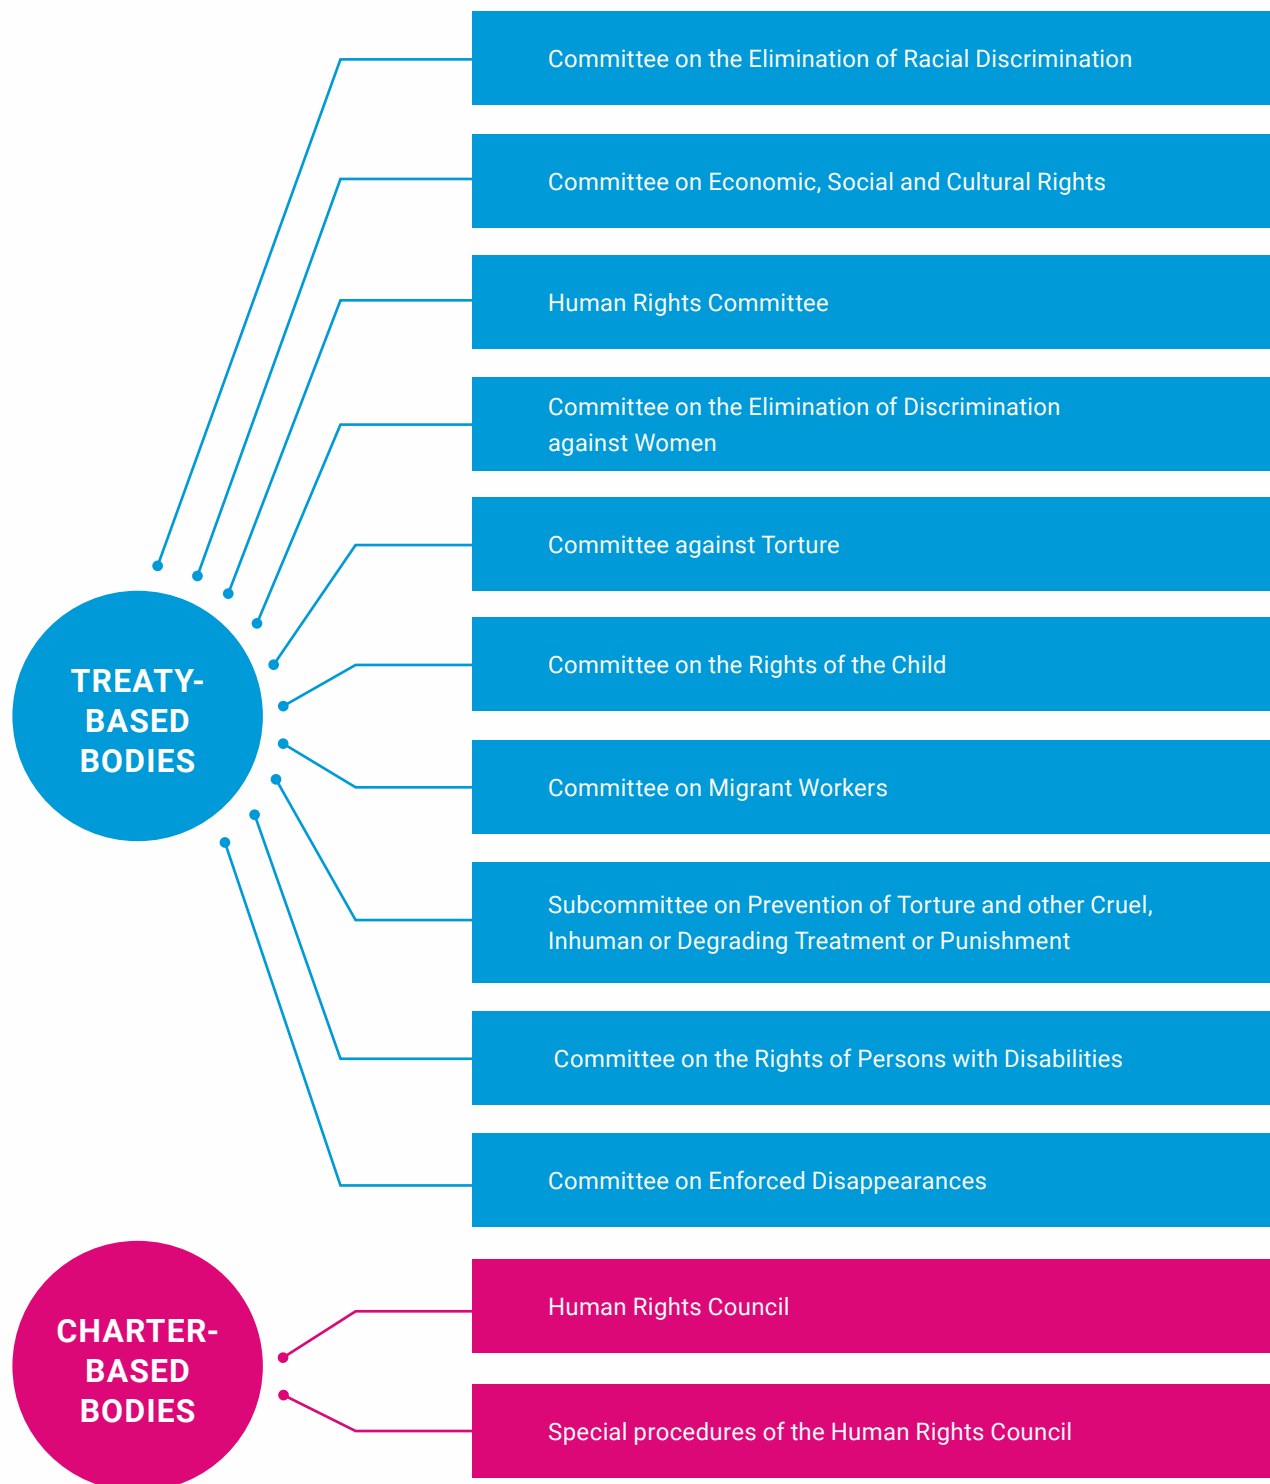 Committee on the Elimination of Racial Discrimination
Committee on Economic, Social and Cultural Rights
Human Rights Committee
Committee on the Elimination of Discrimination
against Women
Committee against Torture
Committee on the Rights of the Child
TREATY-
BASED
BODIES
Committee on Migrant Workers
Subcommittee on Prevention of Torture and other Cruel,
Inhuman or Degrading Treatment or Punishment
Committee on the Rights of Persons with Disabilities
Committee on Enforced Disappearances
CHARTER-
BASED
BODIES
Human Rights Council
Special procedures of the Human Rights Council